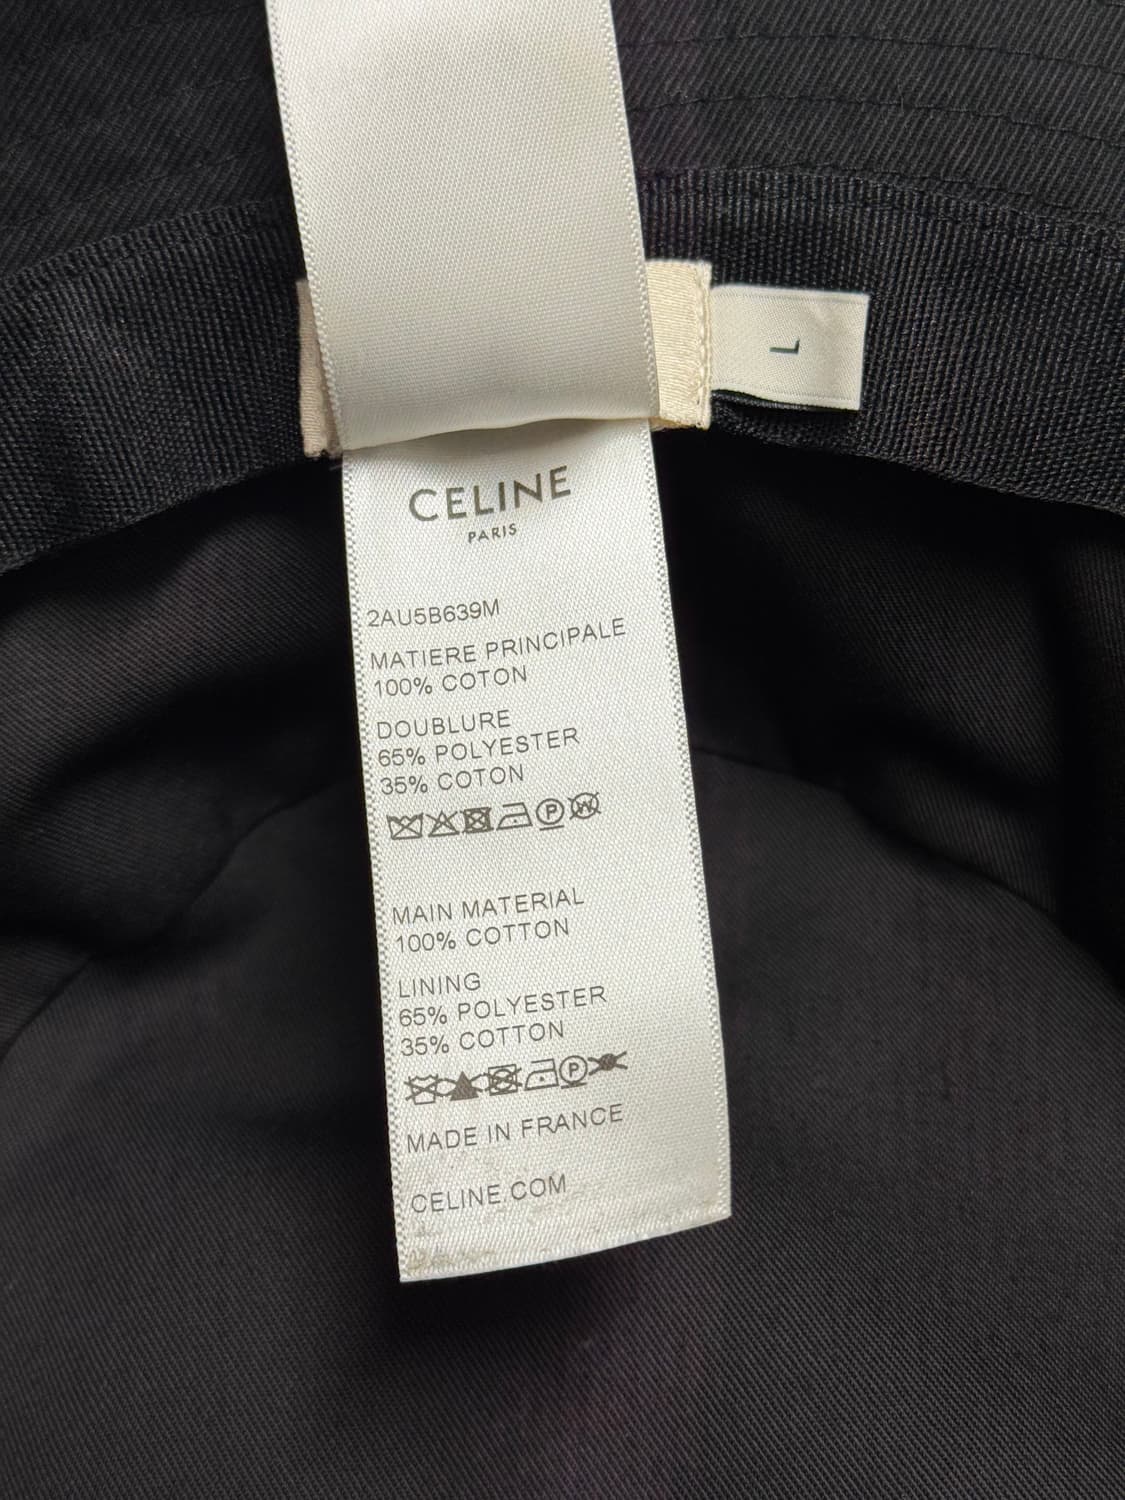 L
CELINE
PARIS
2AU5B639M
MATIERE PRINCIPALE
100% COTON
DOUBLURE
65% POLYESTER
35% COTON
P W
MAIN MATERIAL
100% COTTON
LINING
65% POLYESTER
35% COTTON
P
MADE IN FRANCE
CELINE.COM